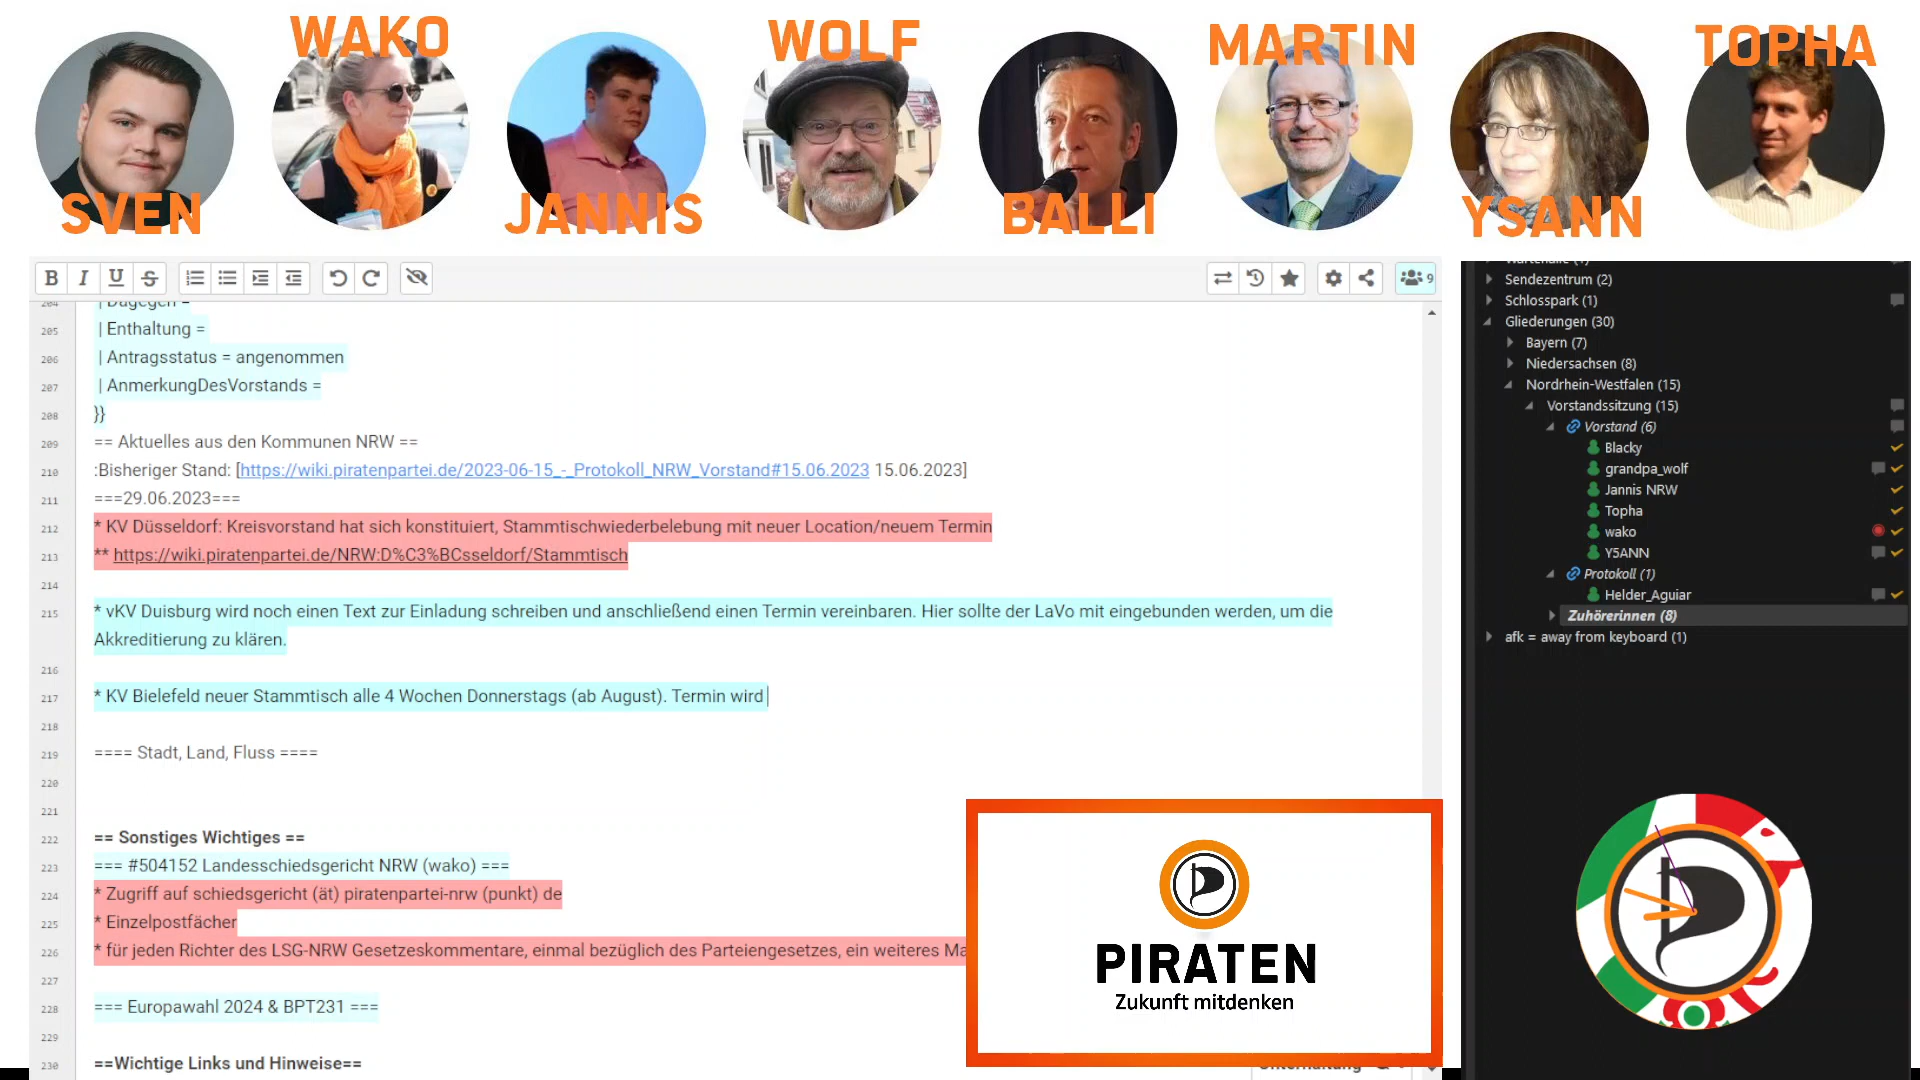 WAKO
WOLF
MARTIN
TOPHA
SVEN
JANNIS
BALLI
YSANN
B I U S
9
204 | Dagegen =
205 | Enthaltung =
206 | Antragsstatus = angenommen
207 | AnmerkungDesVorstands =
208 }}
209 == Aktuelles aus den Kommunen NRW ==
210 :Bisheriger Stand: [https://wiki.piratenpartei.de/2023-06-15_-_Protokoll_NRW_Vorstand#15.06.2023 15.06.2023]
211 ===29.06.2023===
212 * KV Düsseldorf: Kreisvorstand hat sich konstituiert, Stammtischwiederbelebung mit neuer Location/neuem Termin
213 ** https://wiki.piratenpartei.de/NRW:D%C3%BCsseldorf/Stammtisch
214
215 * vKV Duisburg wird noch einen Text zur Einladung schreiben und anschließend einen Termin vereinbaren. Hier sollte der LaVo mit eingebunden werden, um die
Akkreditierung zu klären.
216
217 * KV Bielefeld neuer Stammtisch alle 4 Wochen Donnerstags (ab August). Termin wird
218
219 ==== Stadt, Land, Fluss ====
220
221
222 == Sonstiges Wichtiges ==
223 === #504152 Landesschiedsgericht NRW (wako) ===
224 * Zugriff auf schiedsgericht (ät) piratenpartei-nrw (punkt) de
225 * Einzelpostfächer
226 * für jeden Richter des LSG-NRW Gesetzeskommentare, einmal bezüglich des Parteiengesetzes, ein weiteres Ma
227
228 === Europawahl 2024 & BPT231 ===
229
230 ==Wichtige Links und Hinweise==
Unterhaltung
PIRATEN
Zukunft mitdenken
Wartehalle (1)
Sendezentrum (2)
Schlosspark (1)
Gliederungen (30)
Bayern (7)
Niedersachsen (8)
Nordrhein-Westfalen (15)
Vorstandssitzung (15)
Vorstand (6)
Blacky
grandpa_wolf
Jannis NRW
Topha
wako
Y5ANN
Protokoll (1)
Helder_Aguiar
Zuhörerinnen (8)
afk = away from keyboard (1)